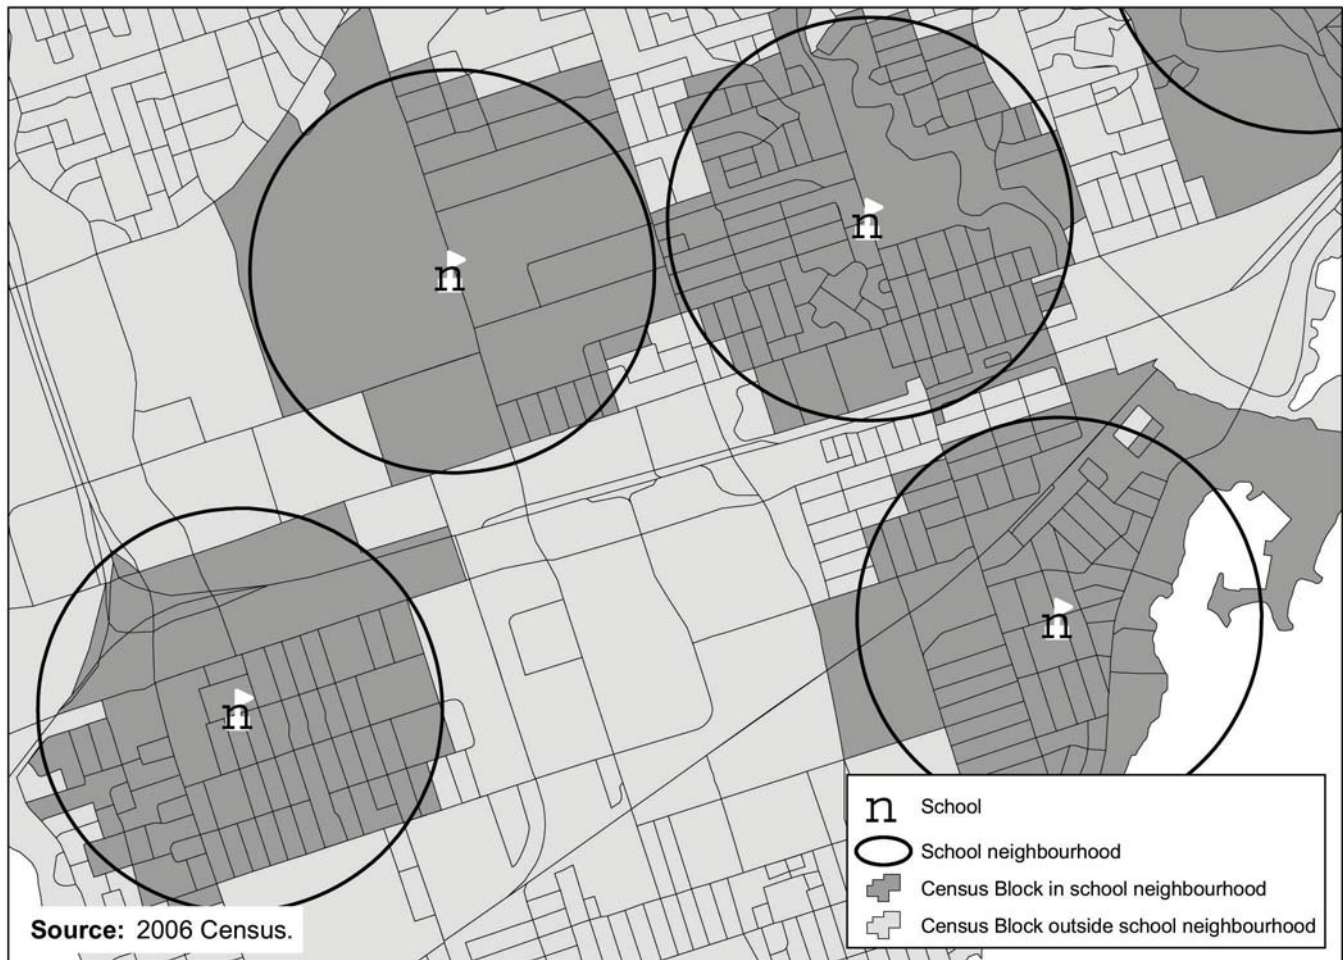 n
n
n
n
n School
School neighbourhood
Census Block in school neighbourhood
Census Block outside school neighbourhood
Source: 2006 Census.